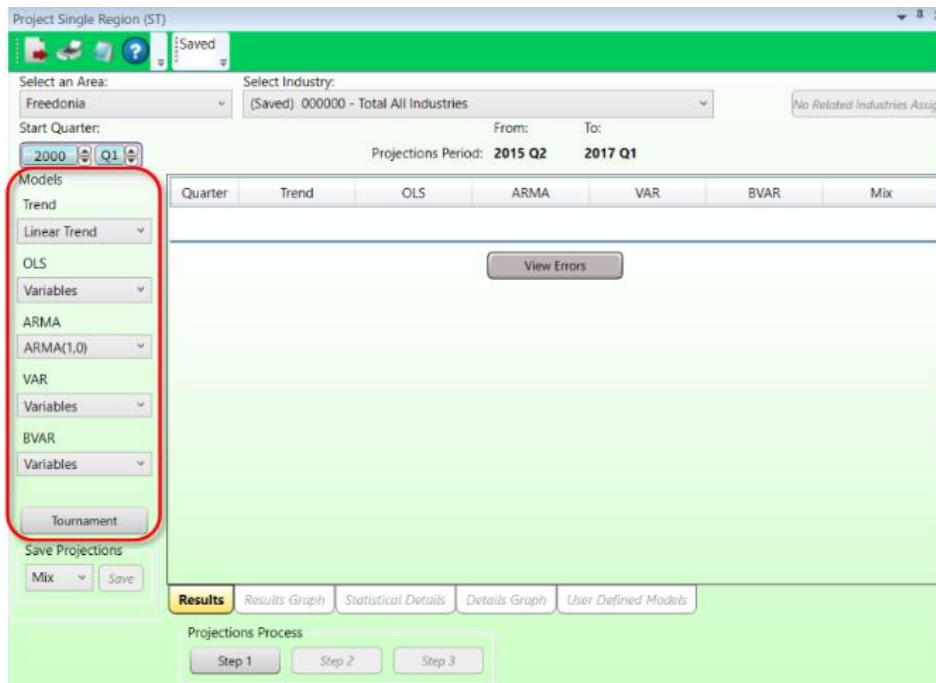 Project Single Region (ST)
Saved
Select an Area:
Select Industry:
Freedonia
(Saved) 000000 - Total All Industries
No Related Industries Assig
Start Quarter:
From:
To:
2000 Q1
Projections Period: 2015 Q2 2017 Q1
Models
Quarter Trend OLS ARMA VAR BVAR Mix
Trend
Linear Trend
View Errors
OLS
Variables
ARMA
ARMA(1,0)
VAR
Variables
BVAR
Variables
Tournament
Save Projections
Mix Save
Results Results Graph Statistical Details Details Graph User Defined Models
Projections Process
Step 1 Step 2 Step 3